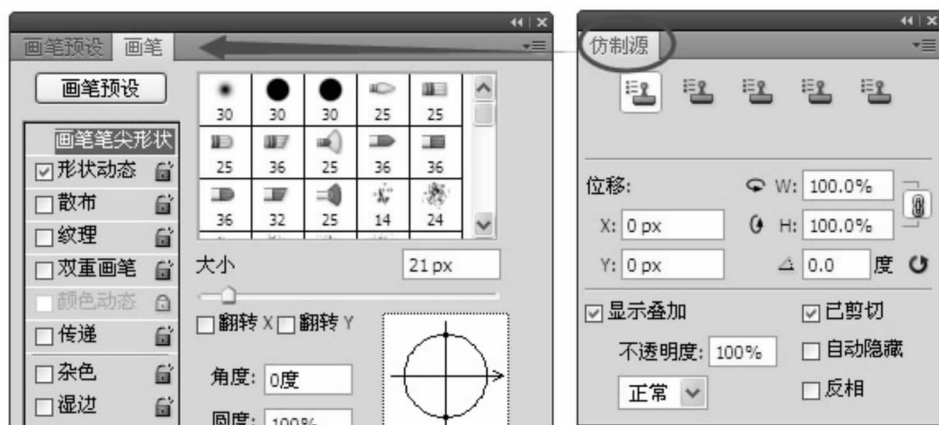 画笔预设 画笔
画笔预设
30 30 30 25 25
25 36 25 36 36
36 32 25 14 24
画笔笔尖形状
形状动态
散布
纹理
双重画笔
颜色动态
传递
杂色
湿边
大小 21 px
翻转 X 翻转 Y
角度: 0度
圆度: 100%
仿制源
位移: W: 100.0%
X: 0 px H: 100.0%
Y: 0 px 0.0 度
显示叠加 已剪切
不透明度: 100% 自动隐藏
正常 反相